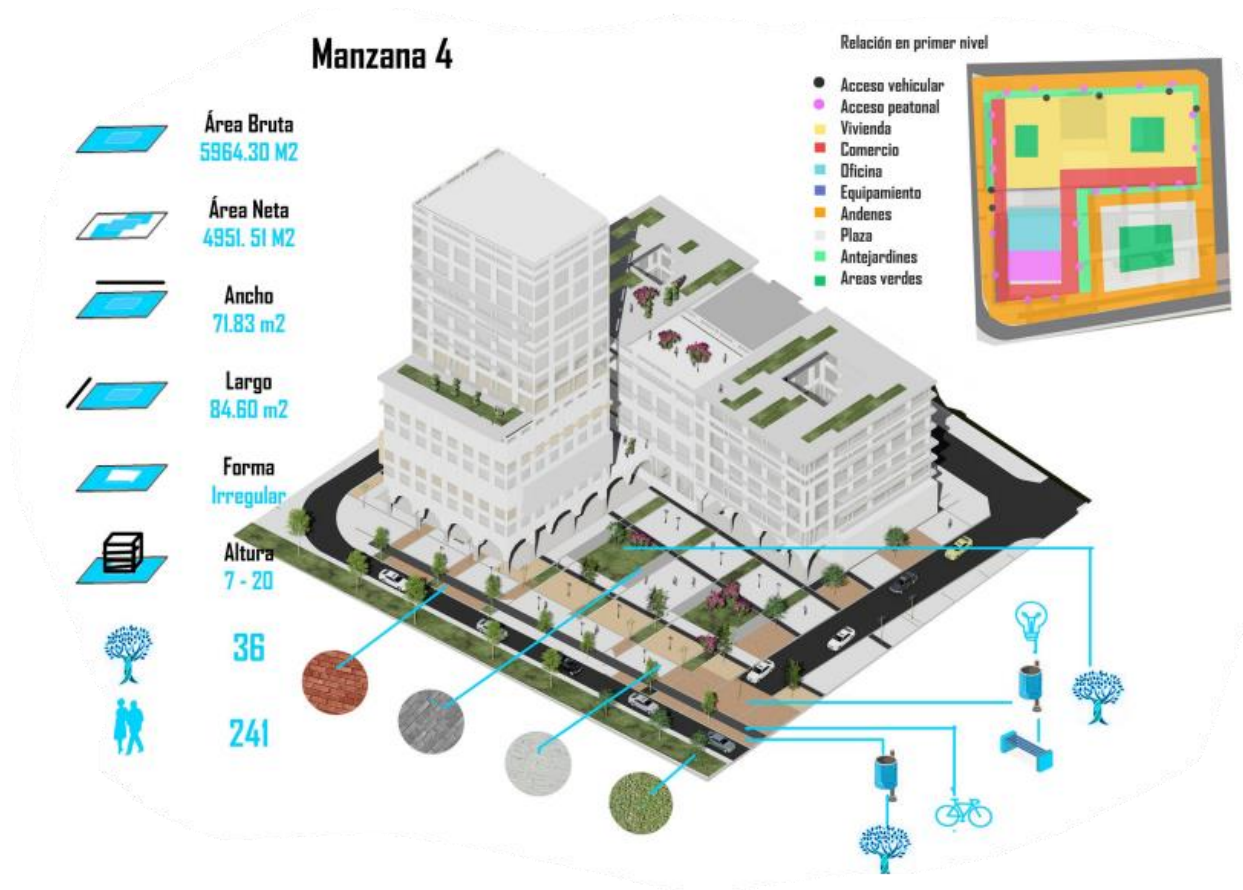 Manzana 4
Área Bruta
5964.30 M2
Área Neta
4951. 51 M2
Ancho
71.83 m2
Largo
84.60 m2
Forma
Irregular
Altura
7 - 20
36
241
Relación en primer nivel
Acceso vehicular
Acceso peatonal
Vivienda
Comercio
Oficina
Equipamiento
Andenes
Plaza
Antejardines
Areas verdes